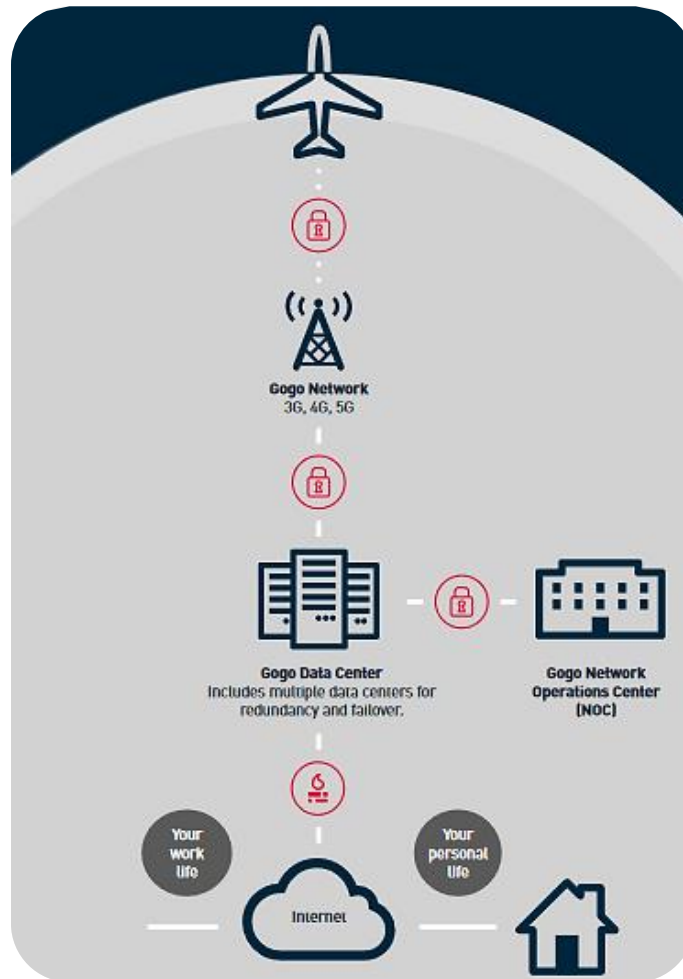 Gogo Network
3G, 4G, 5G
Gogo Data Center
Includes multiple data centers for
redundancy and failover.
Gogo Network
Operations Center
(NOC)
Your
work
life
Your
personal
life
Internet